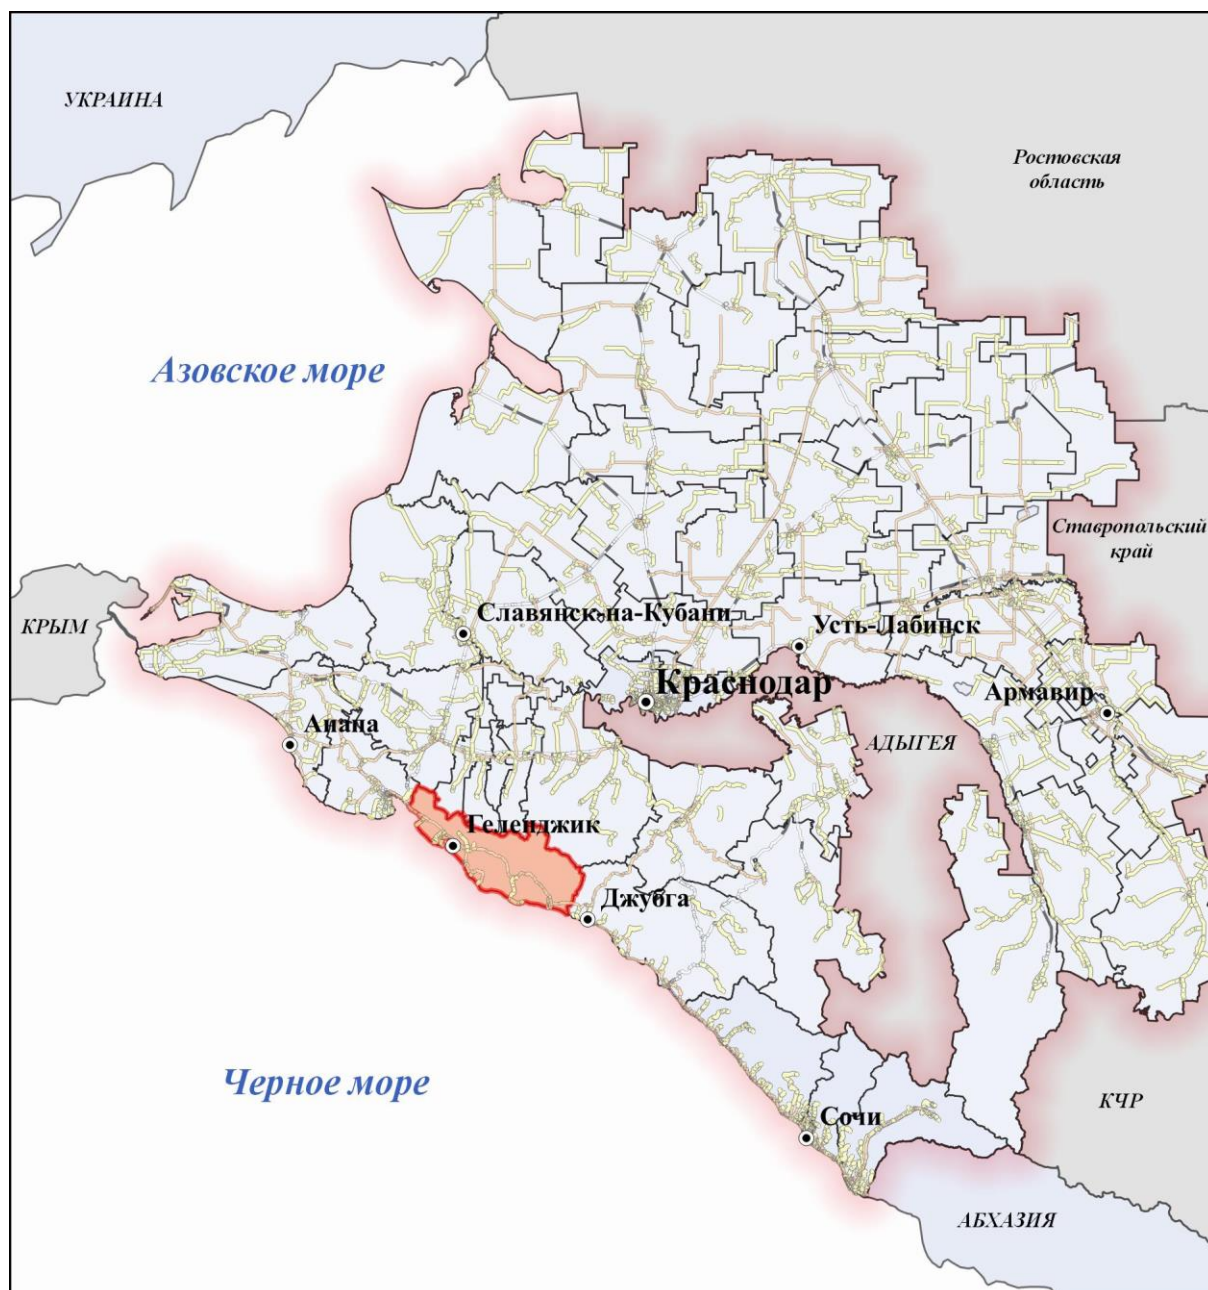 УКРАИНА
Ростовская
область
Азовское море
Ставропольский
край
КРЫМ
Славянск-на-Кубани
Усть-Лабинск
Краснодар
Армавир
Анапа
АДЫГЕЯ
Геленджик
Джубга
Черное море
Сочи
КЧР
АБХАЗИЯ